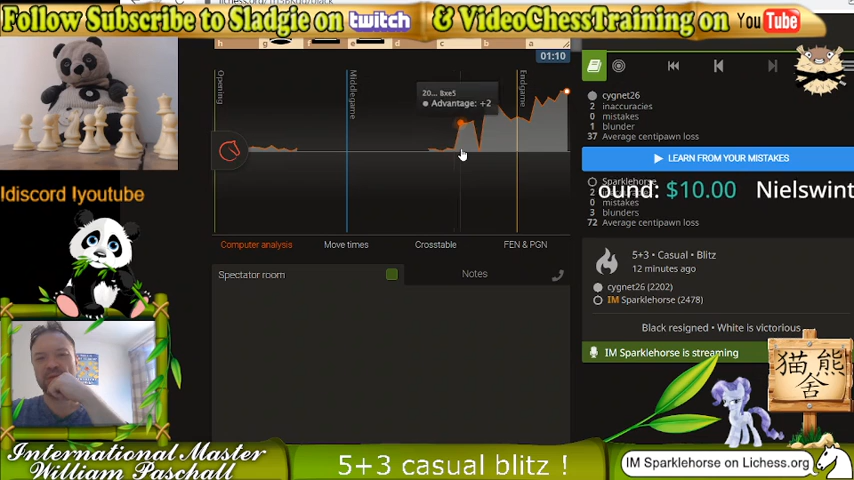 Follow Subscribe to Sladgie on twitch & VideoChessTraining on YouTube
h g e d c b a
01:10
Opening
Middlegame
Endgame
20... Bxe5
Advantage: +2
Computer analysis Move times Crosstable FEN & PGN
Spectator room
Notes
cygnet26
2 inaccuracies
0 mistakes
1 blunder
37 Average centipawn loss
LEARN FROM YOUR MISTAKES
ound: $10.00 Nielswint
Sparklehorse
2
0 mistakes
3 blunders
72 Average centipawn loss
5+3 • Casual • Blitz
12 minutes ago
cygnet26 (2202)
IM Sparklehorse (2478)
Black resigned • White is victorious
IM Sparklehorse is streaming
!discord !youtube
猫熊
舍
International Master
William Paschall
5+3 casual blitz !
IM Sparklehorse on Lichess.org